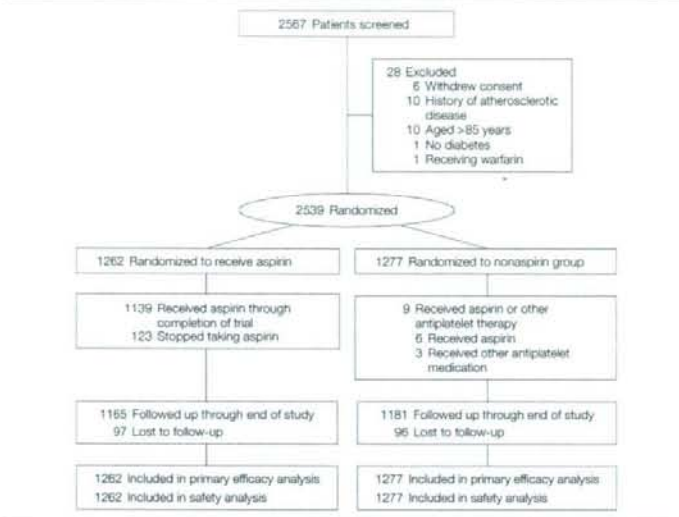 2567 Patients screened
28 Excluded
6 Withdrew consent
10 History of atherosclerotic
disease
10 Aged >85 years
1 No diabetes
1 Receiving warfarin
2539 Randomized
1262 Randomized to receive aspirin
1277 Randomized to nonaspirin group
1139 Received aspirin through
completion of trial
123 Stopped taking aspirin
9 Received aspirin or other
antiplatelet therapy
6 Received aspirin
3 Received other antiplatelet
medication
1165 Followed up through end of study
97 Lost to follow-up
1181 Followed up through end of study
96 Lost to follow-up
1262 Included in primary efficacy analysis
1262 Included in safety analysis
1277 Included in primary efficacy analysis
1277 Included in safety analysis